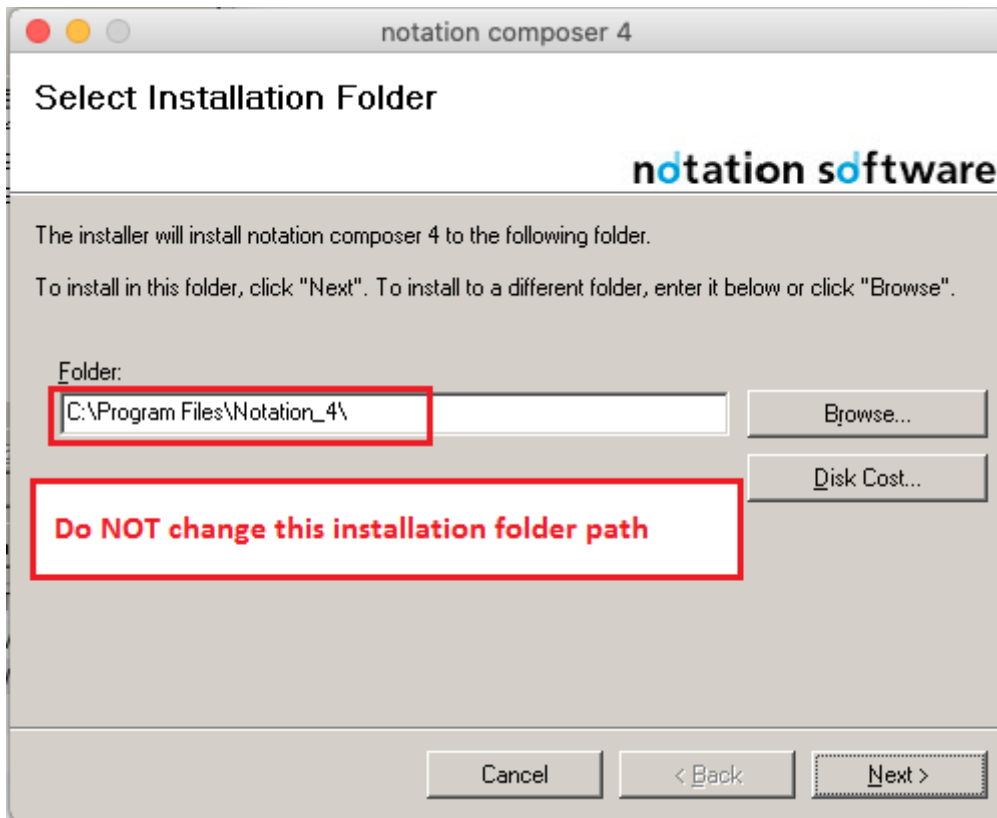 notation composer 4
Select Installation Folder
notation software
The installer will install notation composer 4 to the following folder.
To install in this folder, click "Next". To install to a different folder, enter it below or click "Browse".
Folder:
C:\Program Files\Notation_4\
Browse...
Disk Cost...
Do NOT change this installation folder path
Cancel
< Back
Next >